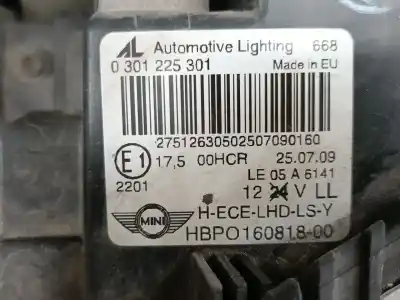 AL Automotive Lighting 668
0 301 225 301 Made in EU
27512630502507090160
E1 17,5 00HCR 25.07.09
2201 LE 05 A 6141
12 24 V LL
MINI H-ECE-LHD-LS-Y
HBPO160818-00